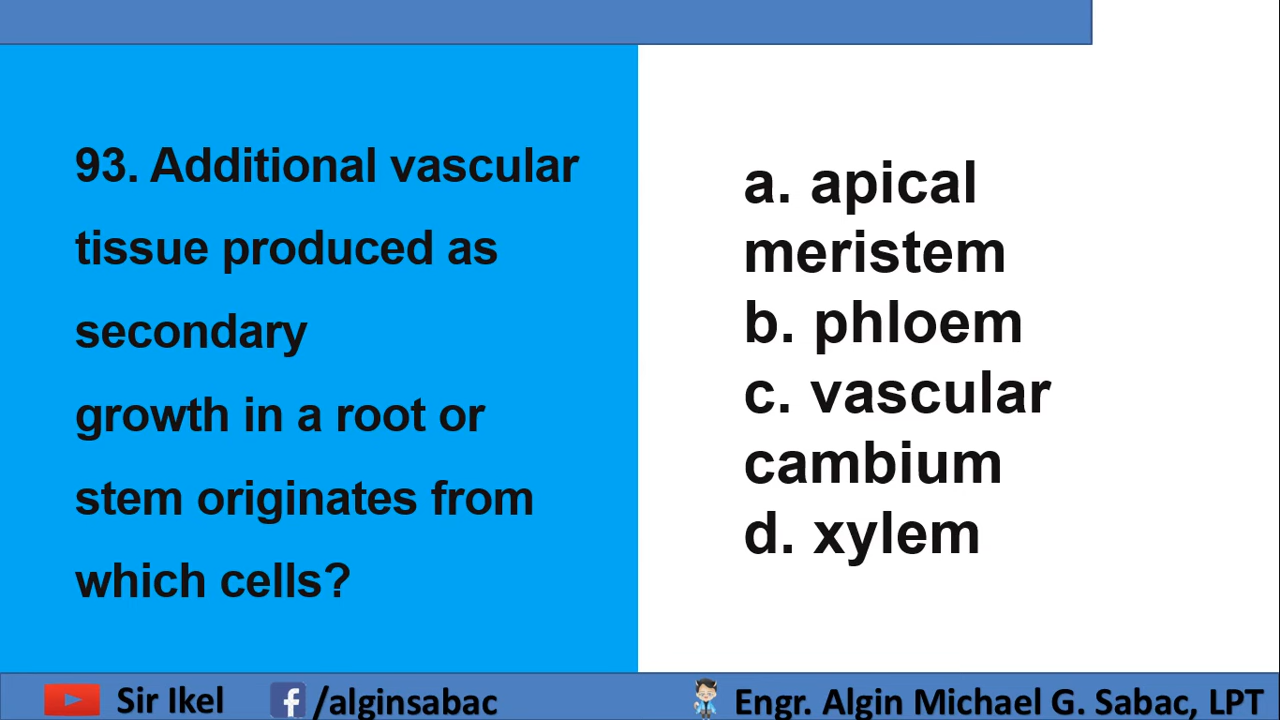 93. Additional vascular
tissue produced as
secondary
growth in a root or
stem originates from
which cells?
a. apical
meristem
b. phloem
c. vascular
cambium
d. xylem
Sir Ikel
/alginsabac
Engr. Algin Michael G. Sabac, LPT